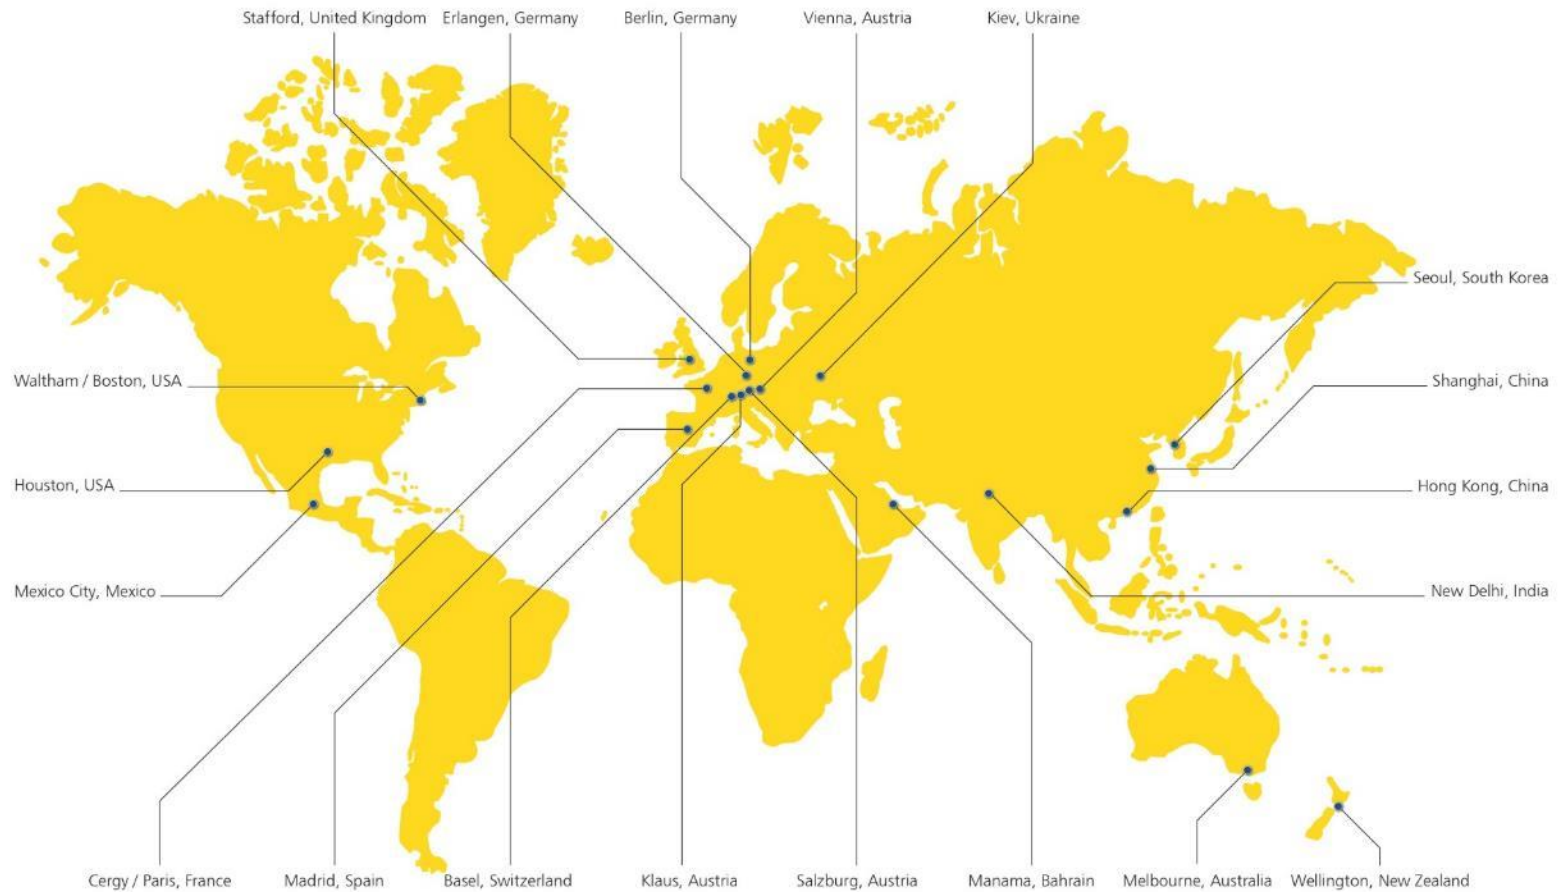 Stafford, United Kingdom
Erlangen, Germany
Berlin, Germany
Vienna, Austria
Kiev, Ukraine
Seoul, South Korea
Waltham / Boston, USA
Shanghai, China
Houston, USA
Hong Kong, China
Mexico City, Mexico
New Delhi, India
Cergy / Paris, France
Madrid, Spain
Basel, Switzerland
Klaus, Austria
Salzburg, Austria
Manama, Bahrain
Melbourne, Australia
Wellington, New Zealand